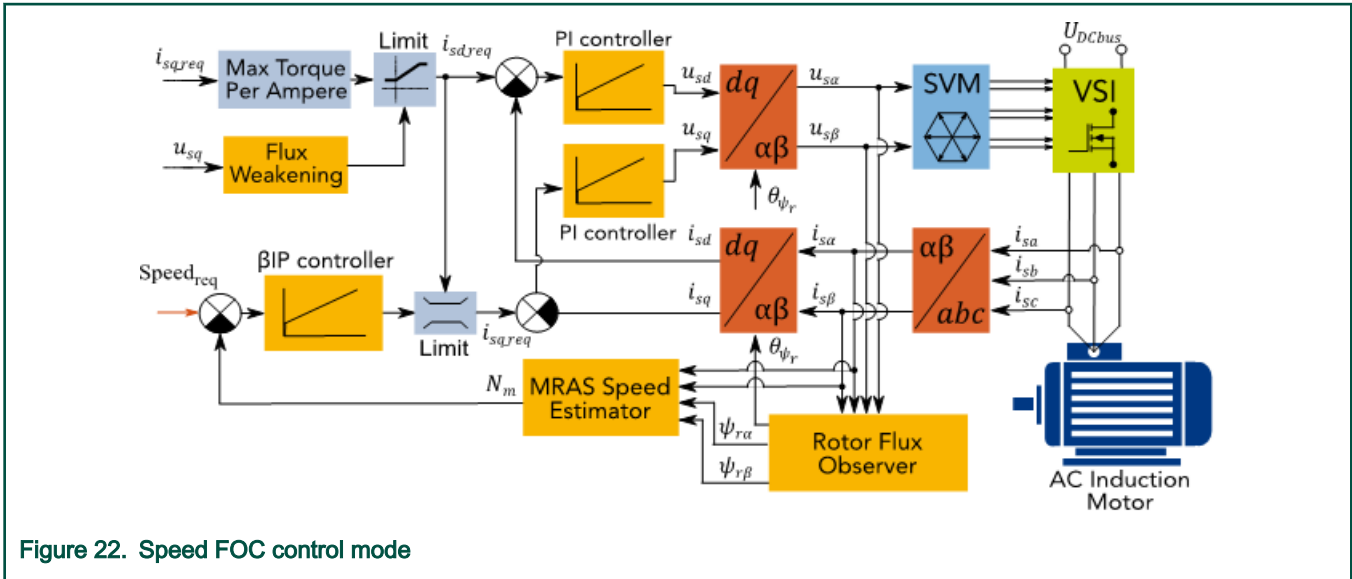 U_DCbus
Limit
PI controller
i_sq,req
i_sd,req
Max Torque
Per Ampere
u_sd
dq
αβ
u_sα
SVM
VSI
u_sq
u_sβ
u_sq
Flux
Weakening
θ_ψr
PI controller
i_sd
dq
αβ
i_sα
αβ
abc
i_sa
βIP controller
i_sb
Speed_req
i_sq
i_sβ
i_sc
Limit
i_sq,req
θ_ψr
N_m
MRAS Speed
Estimator
ψ_rα
ψ_rβ
Rotor Flux
Observer
AC Induction
Motor
Figure 22. Speed FOC control mode